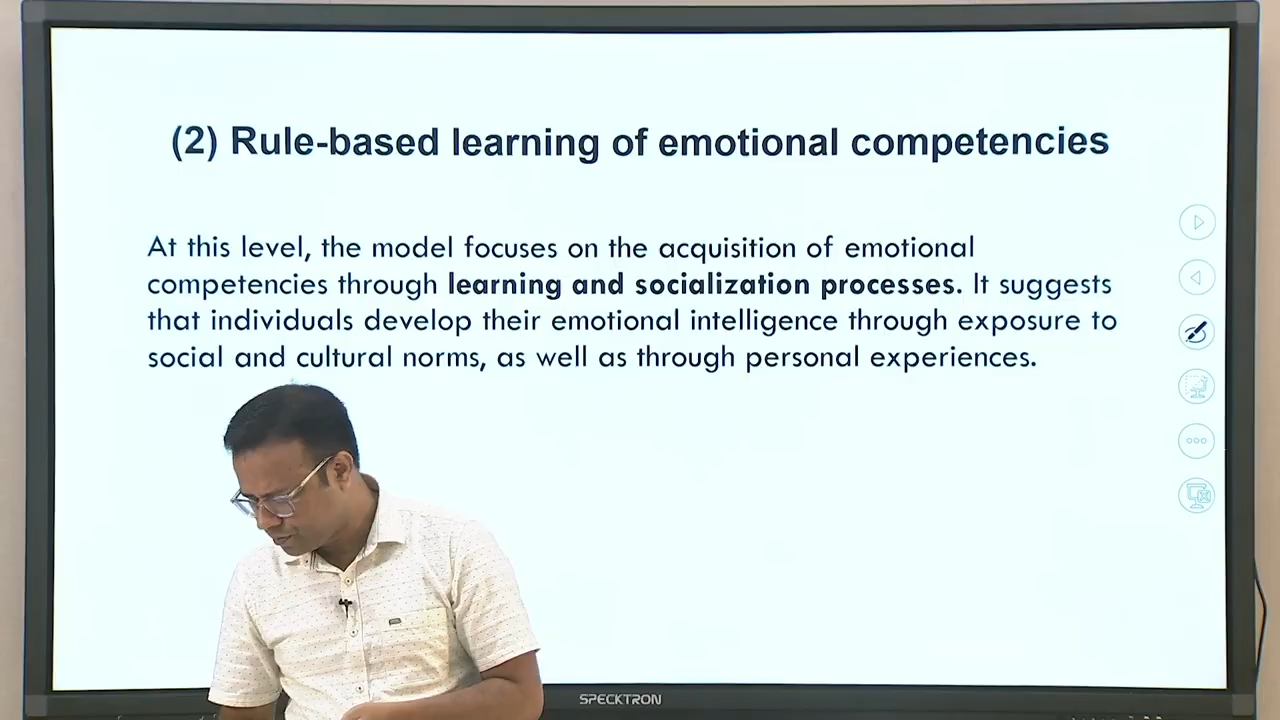 (2) Rule-based learning of emotional competencies
At this level, the model focuses on the acquisition of emotional
competencies through learning and socialization processes. It suggests
that individuals develop their emotional intelligence through exposure to
social and cultural norms, as well as through personal experiences.
SPECKTRON